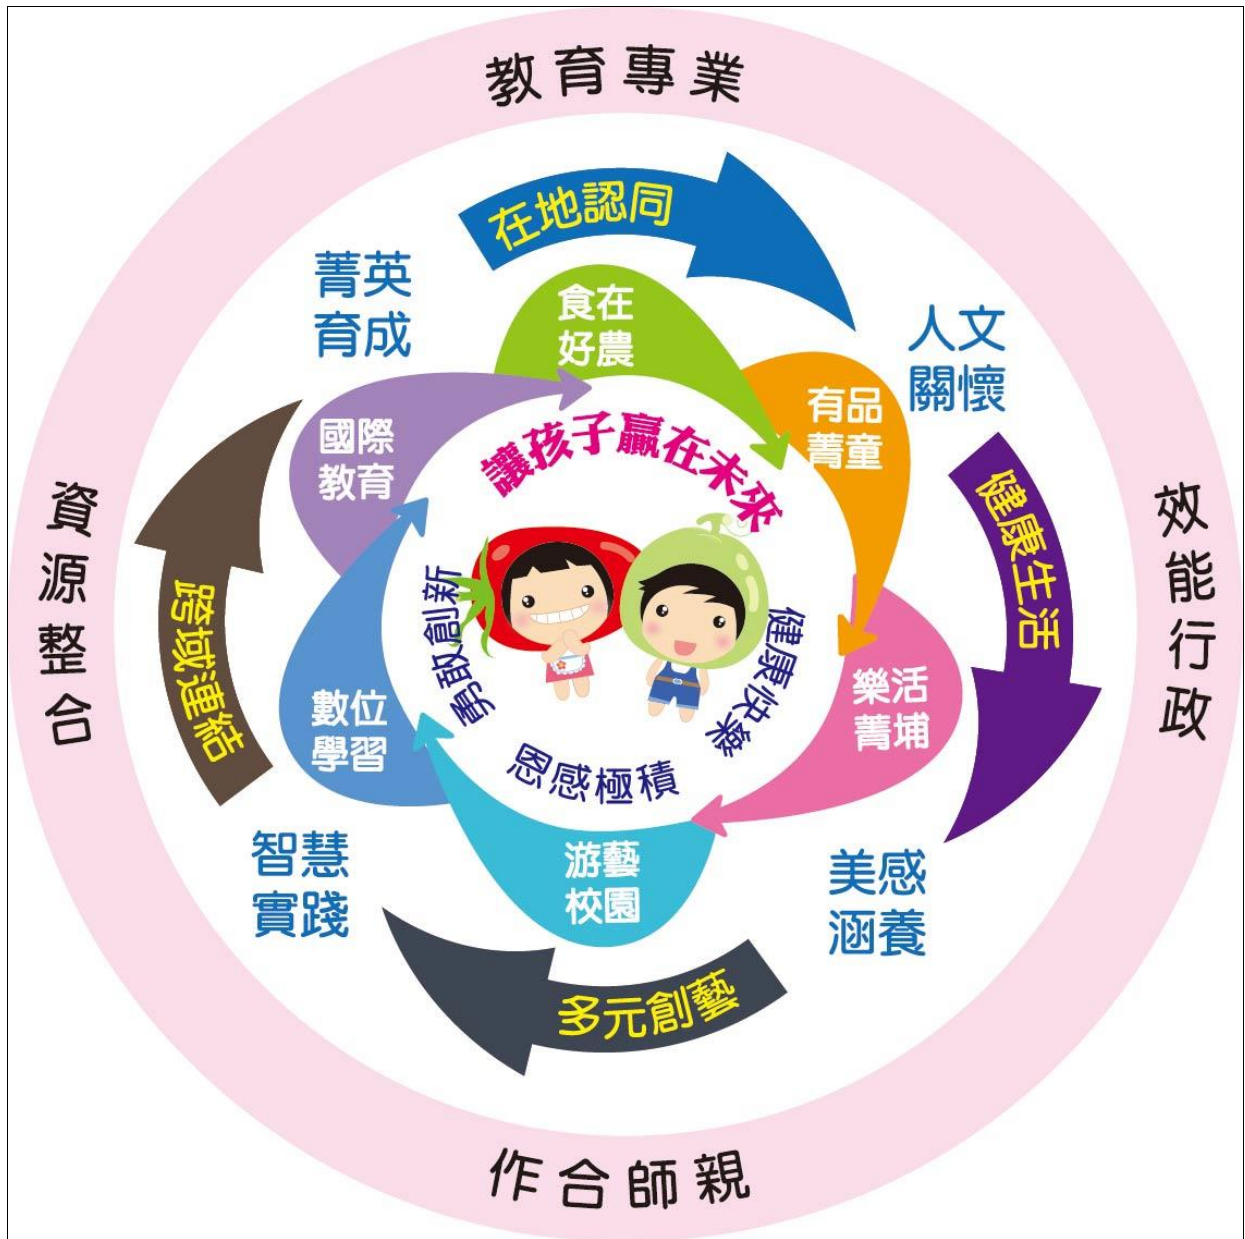 教育專業
效能行政
親師合作
資源整合
在地認同
健康生活
多元創藝
跨域連結
菁英
育成
人文
關懷
美感
涵養
智慧
實踐
食在
好農
有品
菁童
樂活
菁埔
游藝
校園
數位
學習
國際
教育
讓孩子贏在未來
健康快樂
積極感恩
勇敢創新